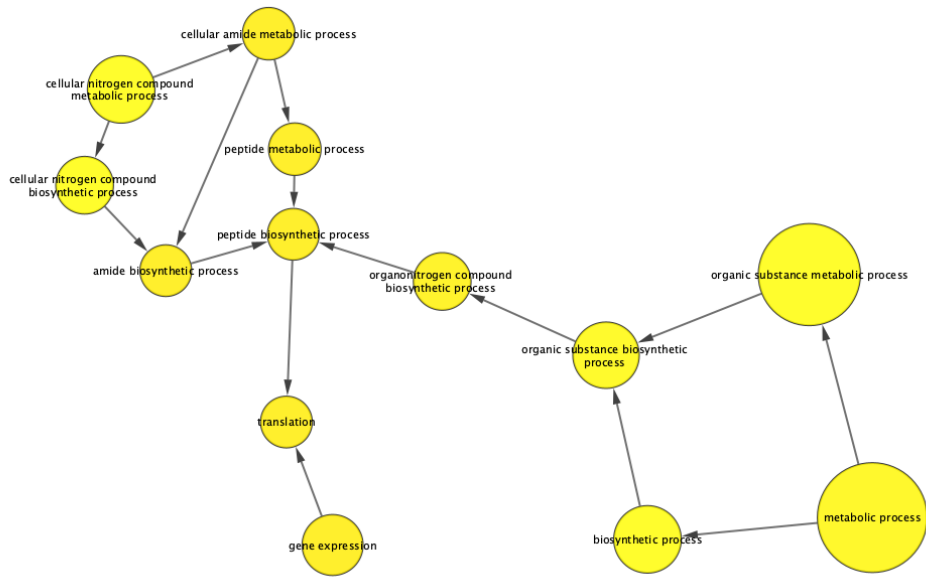 cellular amide metabolic process
cellular nitrogen compound
metabolic process
peptide metabolic process
cellular nitrogen compound
biosynthetic process
peptide biosynthetic process
amide biosynthetic process
organonitrogen compound
biosynthetic process
organic substance metabolic process
organic substance biosynthetic
process
translation
metabolic process
biosynthetic process
gene expression